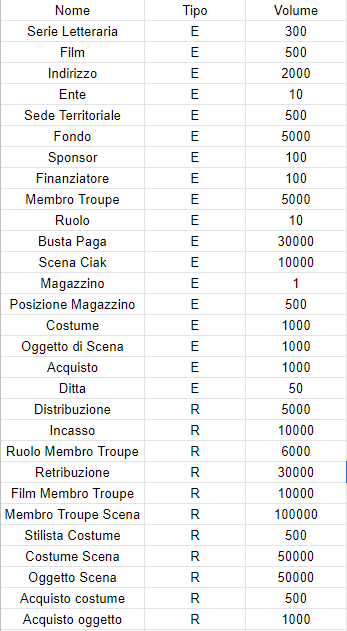 Nome Tipo Volume
Serie Letteraria E 300
Film E 500
Indirizzo E 2000
Ente E 10
Sede Territoriale E 500
Fondo E 5000
Sponsor E 100
Finanziatore E 100
Membro Troupe E 5000
Ruolo E 10
Busta Paga E 30000
Scena Ciak E 10000
Magazzino E 1
Posizione Magazzino E 500
Costume E 1000
Oggetto di Scena E 1000
Acquisto E 1000
Ditta E 50
Distribuzione R 5000
Incasso R 10000
Ruolo Membro Troupe R 6000
Retribuzione R 30000
Film Membro Troupe R 10000
Membro Troupe Scena R 100000
Stilista Costume R 500
Costume Scena R 50000
Oggetto Scena R 50000
Acquisto costume R 500
Acquisto oggetto R 1000